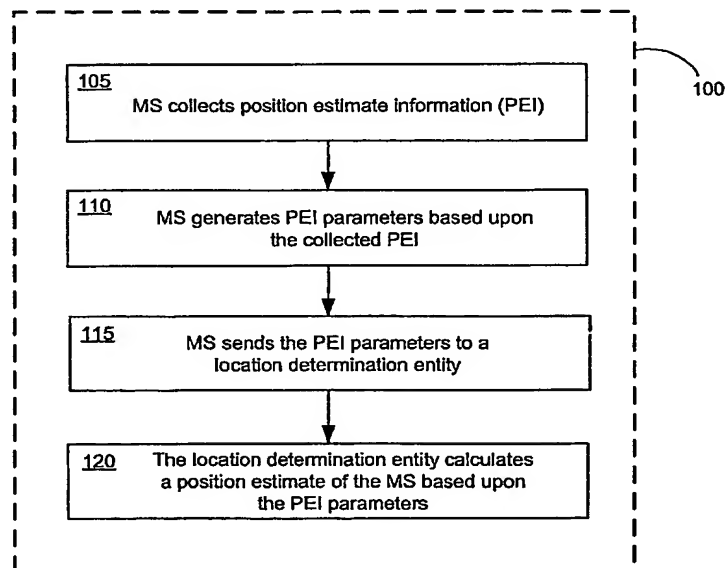 105
MS collects position estimate information (PEI)
100
110
MS generates PEI parameters based upon
the collected PEI
115
MS sends the PEI parameters to a
location determination entity
120
The location determination entity calculates
a position estimate of the MS based upon
the PEI parameters